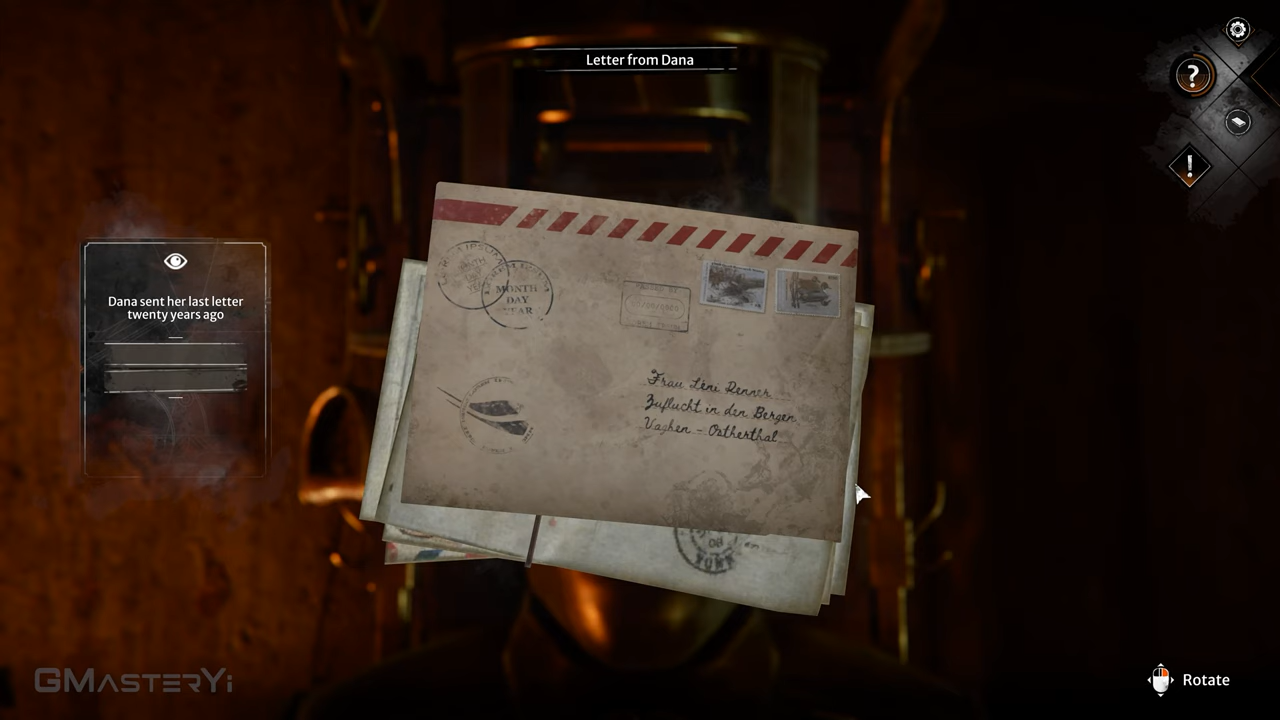 Letter from Dana
?
!
Dana sent her last letter
twenty years ago
MONTH
DAY
YEAR
Frau Leni Renner
Zuflucht in den Bergen
Vaghen - Ostherthal
GMASTERYi
Rotate